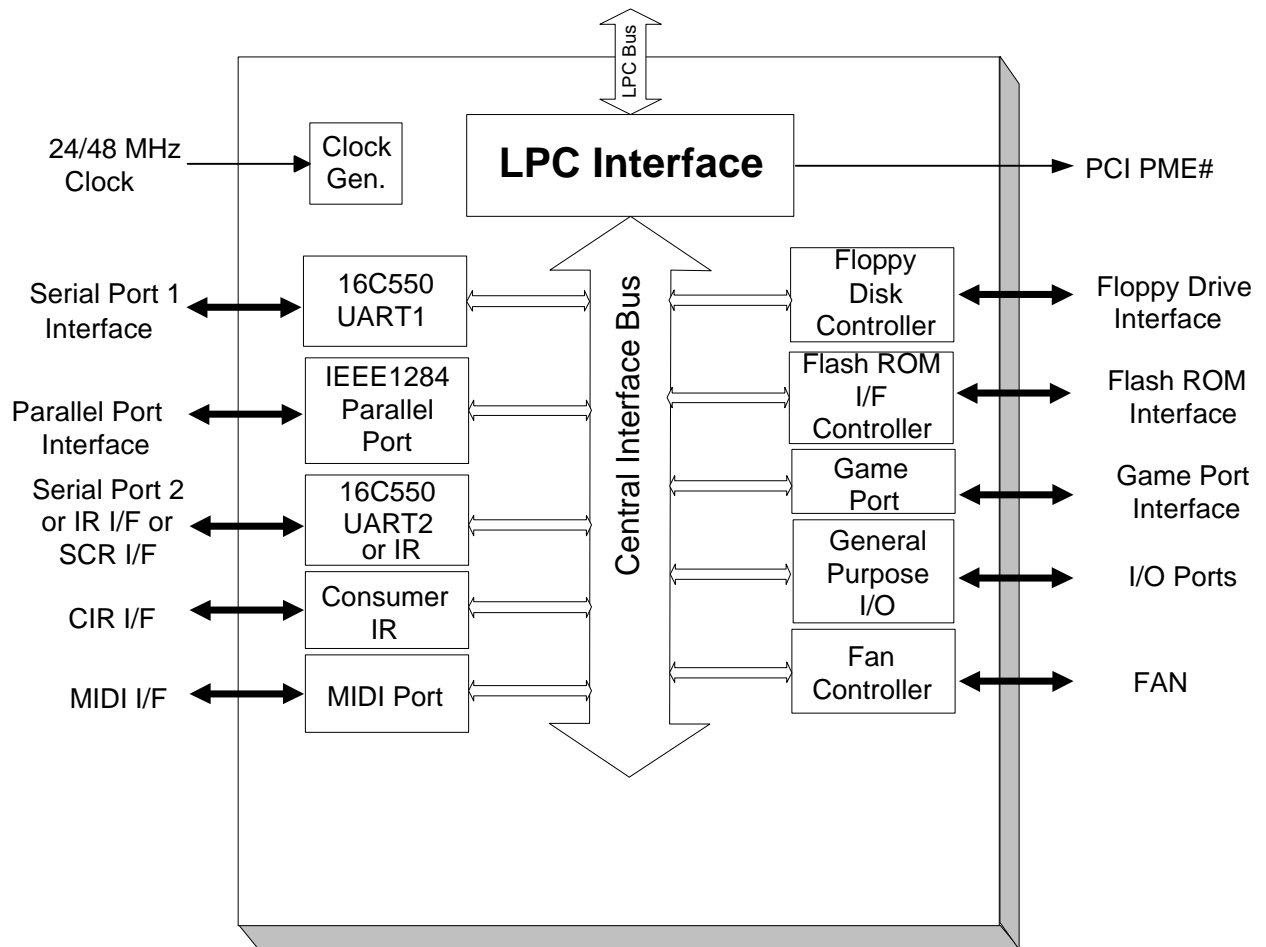 LPC Bus
24/48 MHz
Clock
Clock
Gen.
LPC Interface
PCI PME#
Serial Port 1
Interface
16C550
UART1
Parallel Port
Interface
IEEE1284
Parallel
Port
Serial Port 2
or IR I/F or
SCR I/F
16C550
UART2
or IR
CIR I/F
Consumer
IR
MIDI I/F
MIDI Port
Central Interface Bus
Floppy
Disk
Controller
Floppy Drive
Interface
Flash ROM
I/F
Controller
Flash ROM
Interface
Game
Port
Game Port
Interface
General
Purpose
I/O
I/O Ports
Fan
Controller
FAN